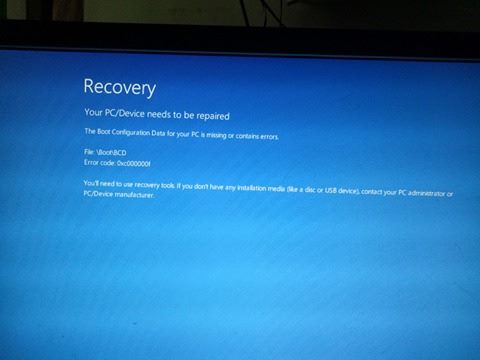 Recovery
Your PC/Device needs to be repaired
The Boot Configuration Data for your PC is missing or contains errors.
File: \Boot\BCD
Error code: 0xc000000f
You'll need to use recovery tools. If you don't have any installation media (like a disc or USB device), contact your PC administrator or
PC/Device manufacturer.